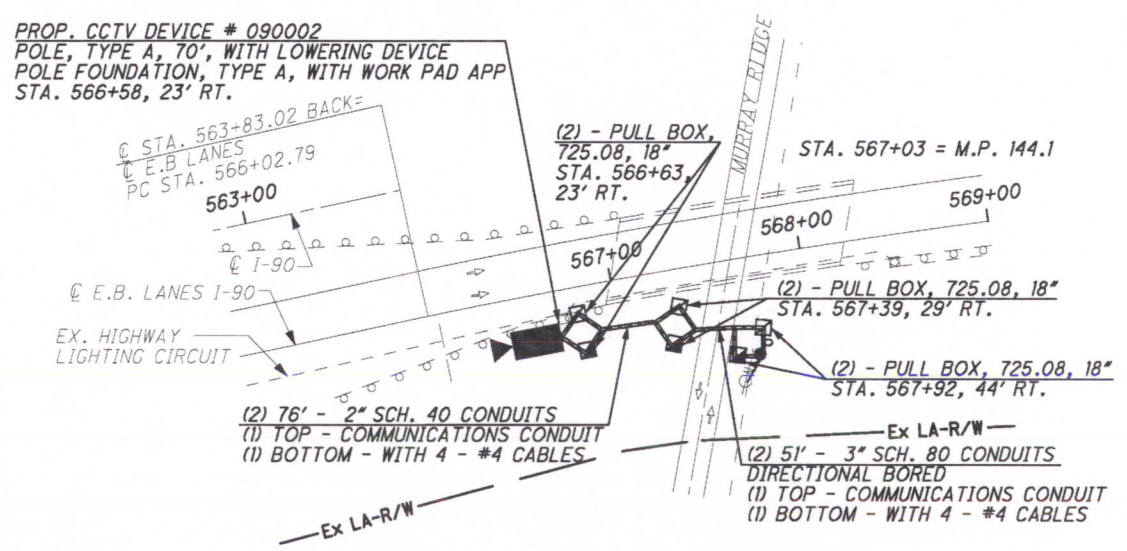 PROP. CCTV DEVICE # 090002
POLE, TYPE A, 70', WITH LOWERING DEVICE
POLE FOUNDATION, TYPE A, WITH WORK PAD APP
STA. 566+58, 23' RT.
℄ STA. 563+83.02 BACK=
℄ E.B LANES
PC STA. 566+02.79
563+00
℄ I-90
(2) - PULL BOX,
725.08, 18"
STA. 566+63,
23' RT.
MURRAY RIDGE
STA. 567+03 = M.P. 144.1
567+00
568+00
569+00
℄ E.B. LANES I-90
EX. HIGHWAY
LIGHTING CIRCUIT
(2) - PULL BOX, 725.08, 18"
STA. 567+39, 29' RT.
(2) - PULL BOX, 725.08, 18"
STA. 567+92, 44' RT.
(2) 76' - 2" SCH. 40 CONDUITS
(1) TOP - COMMUNICATIONS CONDUIT
(1) BOTTOM - WITH 4 - #4 CABLES
Ex LA-R/W
Ex LA-R/W
(2) 51' - 3" SCH. 80 CONDUITS
DIRECTIONAL BORED
(1) TOP - COMMUNICATIONS CONDUIT
(1) BOTTOM - WITH 4 - #4 CABLES